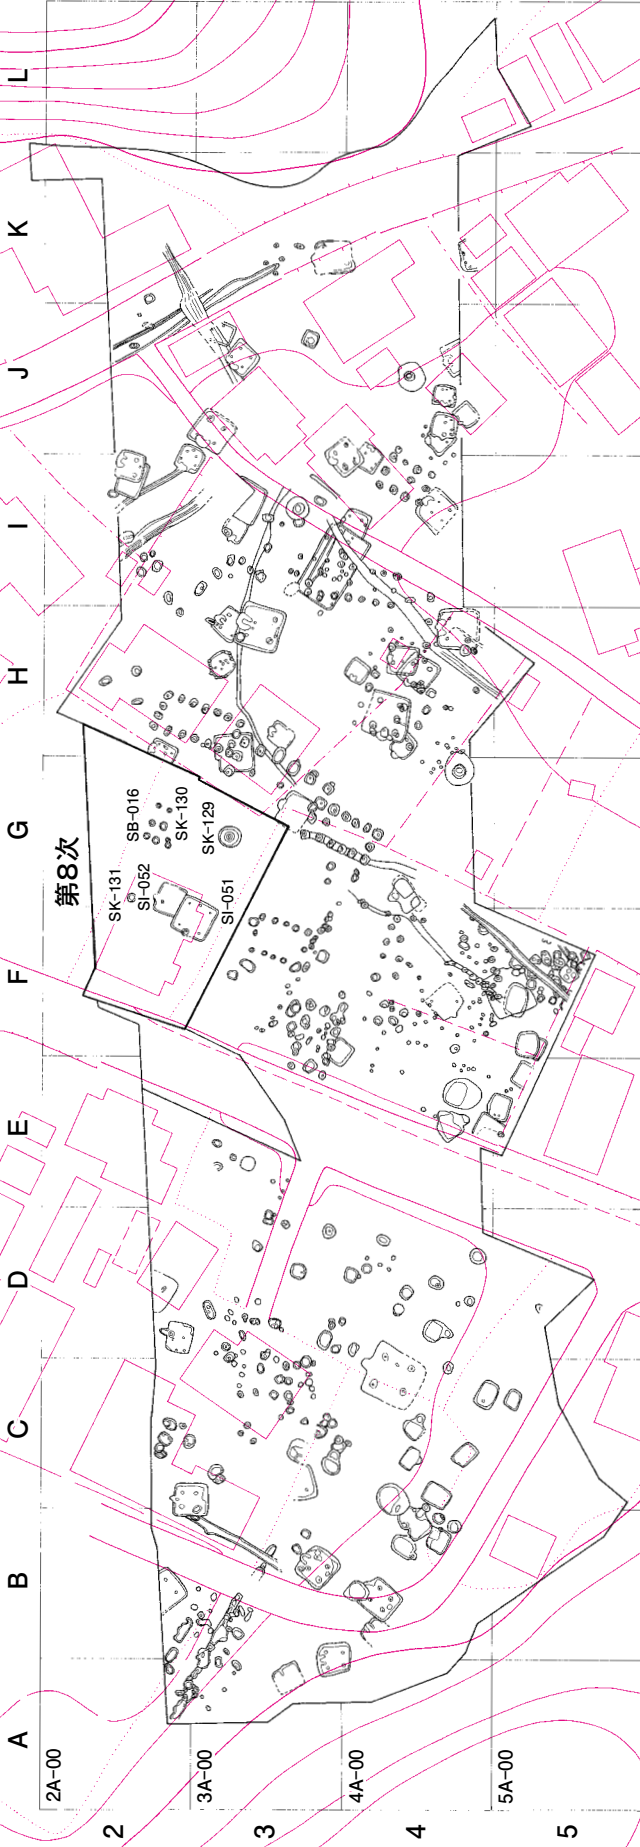 L
K
J
I
H
G
F
E
D
C
B
A
第8次
SB-016
SK-130
SK-129
SK-131
SI-052
SI-051
2A-00
3A-00
4A-00
5A-00
2
3
4
5